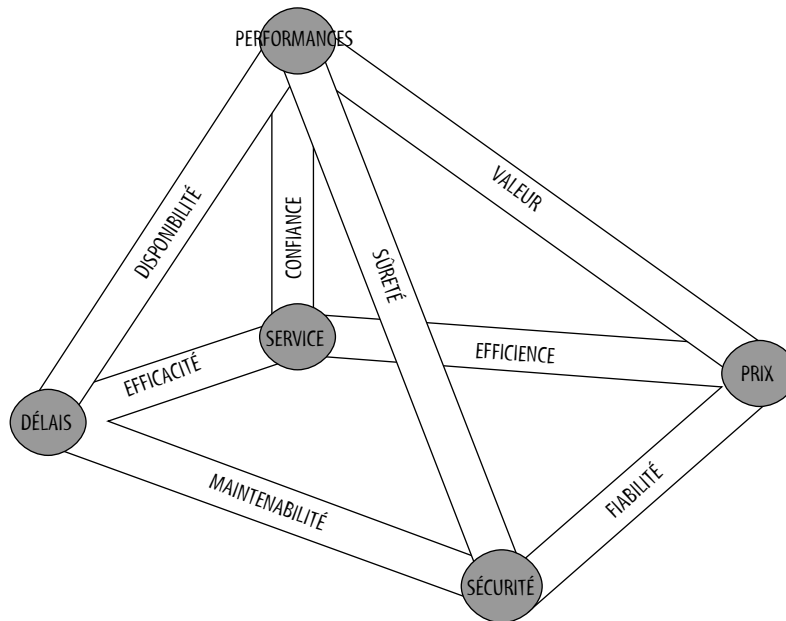 PERFORMANCES
VALEUR
DISPONIBILITÉ
CONFIANCE
SÛRETÉ
SERVICE
EFFICIENCE
EFFICACITÉ
PRIX
DÉLAIS
MAINTENABILITÉ
FIABILITÉ
SÉCURITÉ